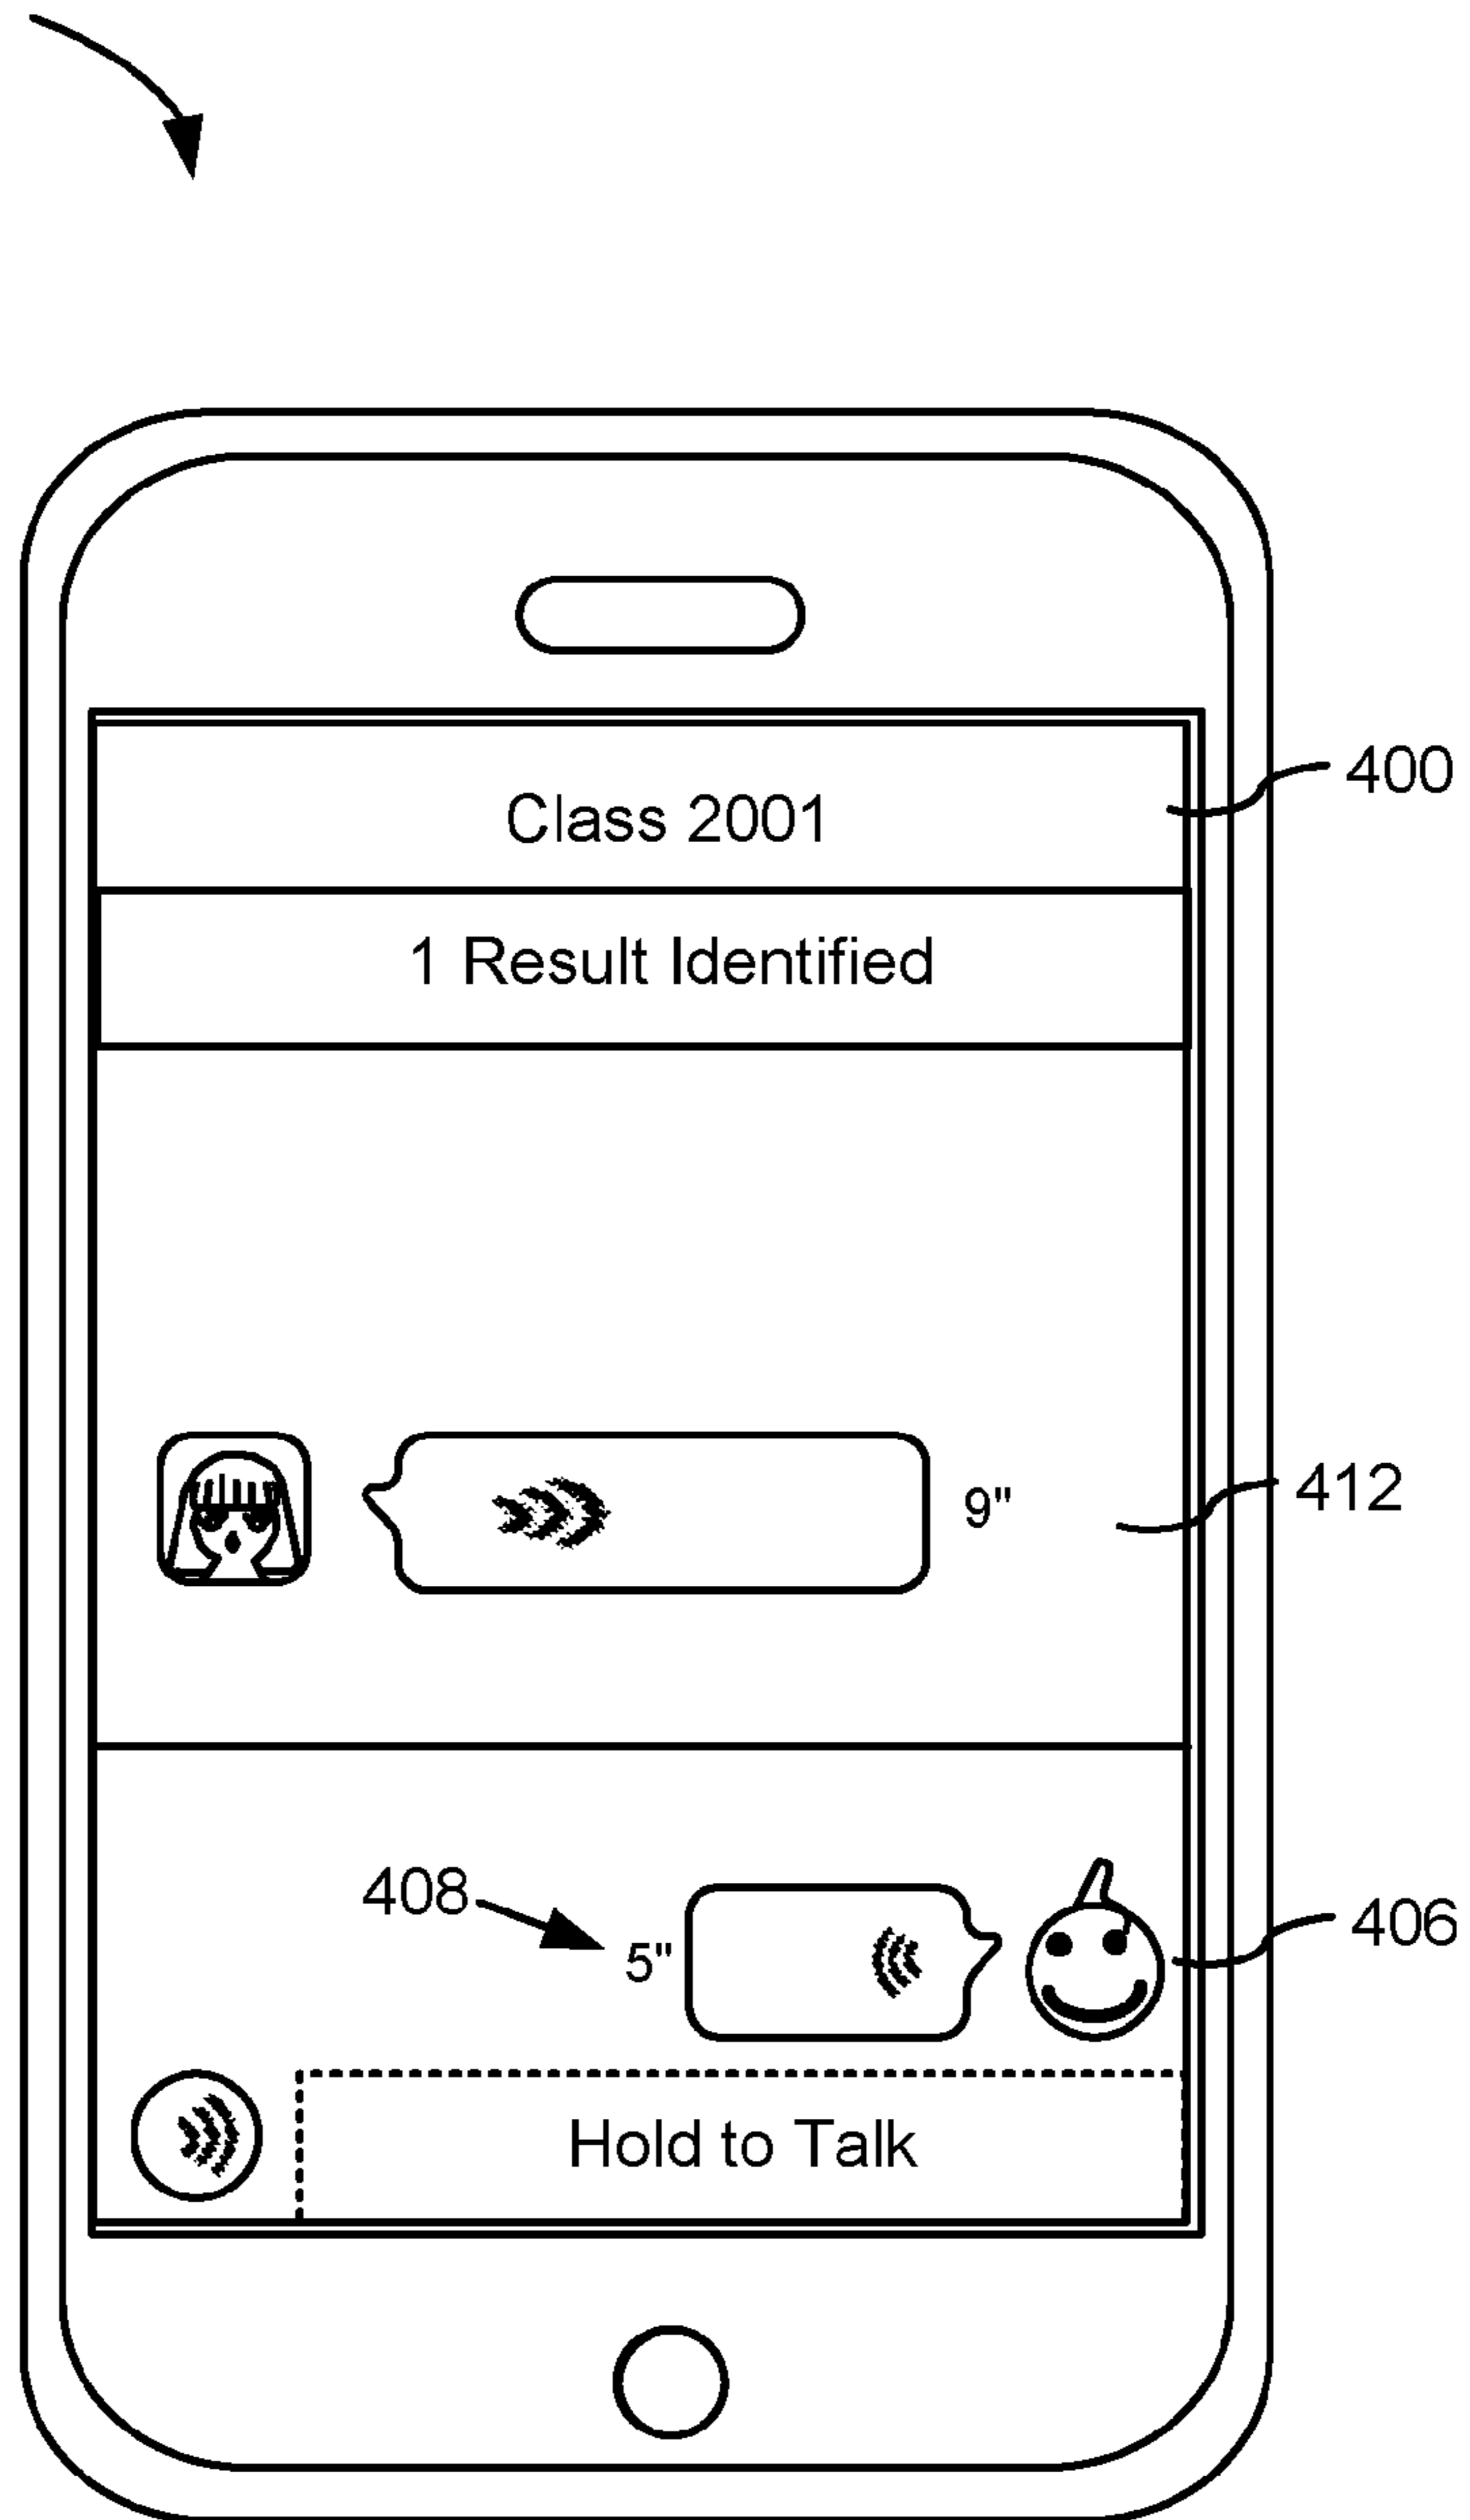 400
Class 2001
1 Result Identified
9"
412
408
5"
406
Hold to Talk